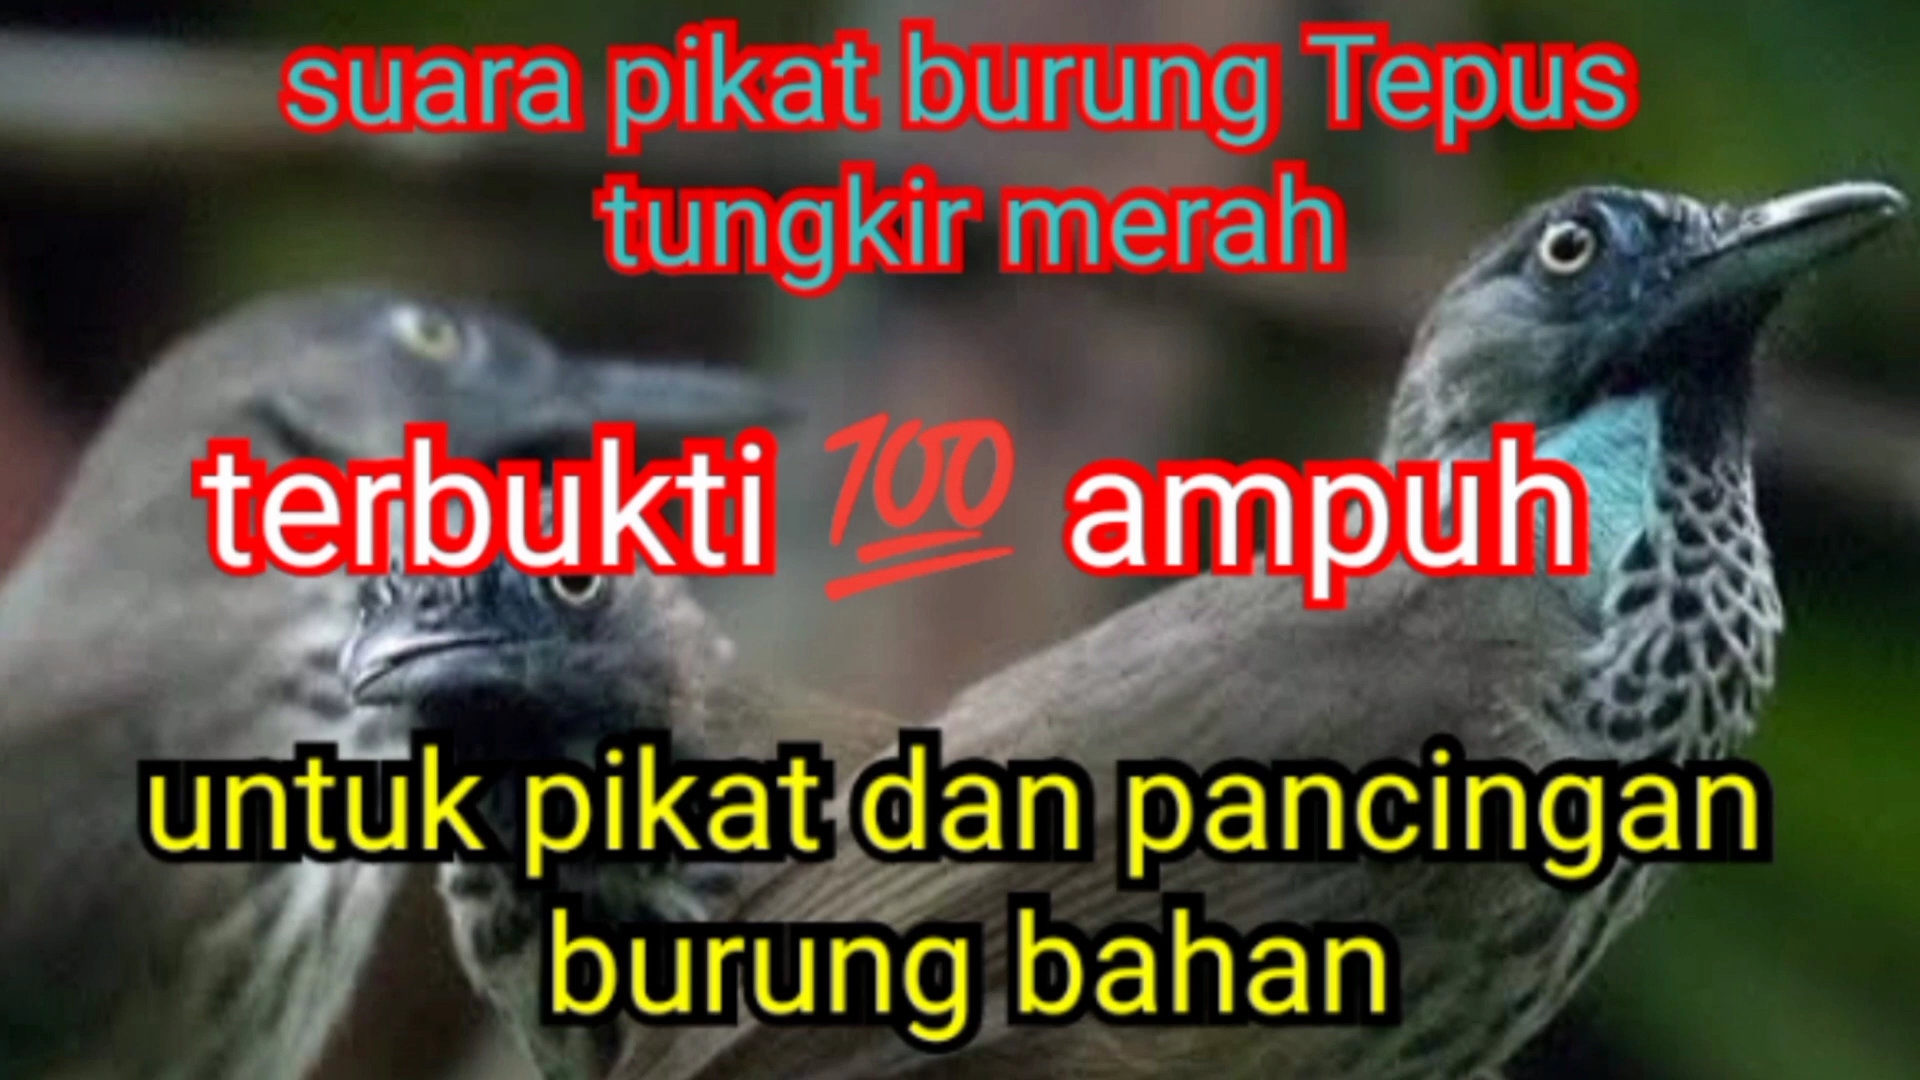 suara pikat burung Tepus
tungkir merah
terbukti 💯 ampuh
untuk pikat dan pancingan
burung bahan